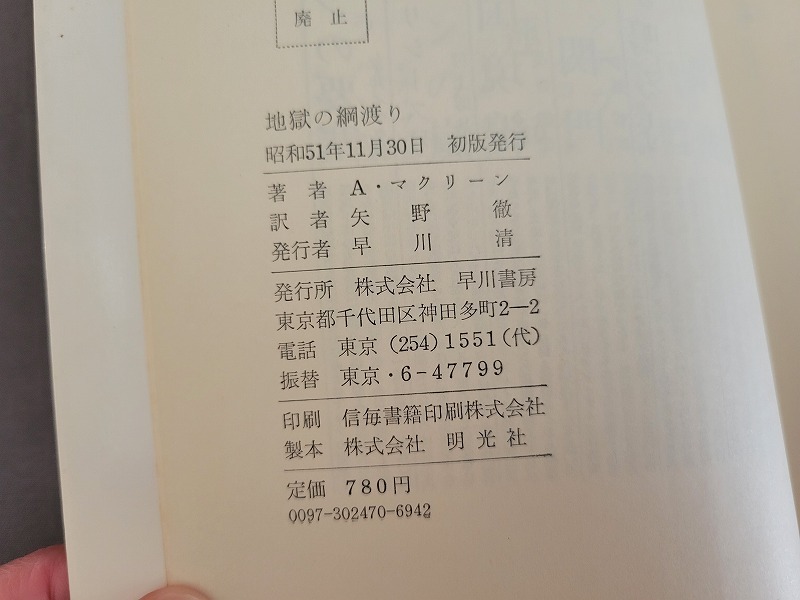 廃止
地獄の綱渡り
昭和51年11月30日 初版発行
著者 A・マクリーン
訳者 矢野徹
発行者 早川清
発行所 株式会社 早川書房
東京都千代田区神田多町2―2
電話 東京 (254) 1551(代)
振替 東京・6-47799
印刷 信毎書籍印刷株式会社
製本 株式会社 明光社
定価 780円
0097-302470-6942